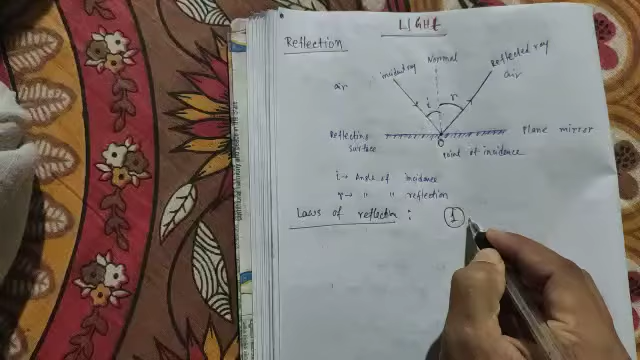 LIGHT
Reflection
Normal
incident ray
Reflected ray
air
air
i
r
Reflecting surface
Plane mirror
O
Point of incidence
i → Angle of incidence
r → " " reflection
Laws of reflection : 1